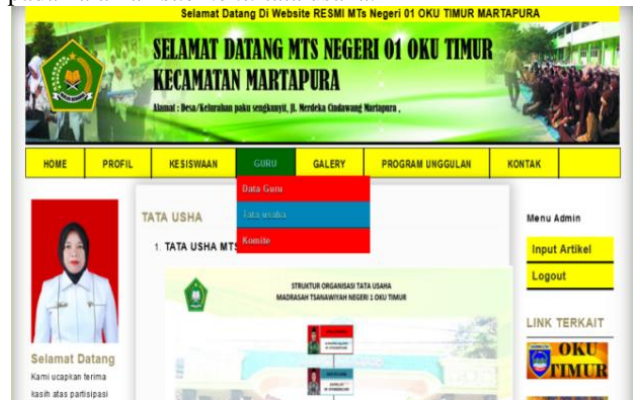 Selamat Datang Di Website RESMI MTs Negeri 01 OKU TIMUR MARTAPURA
SELAMAT DATANG MTS NEGERI 01 OKU TIMUR
KECAMATAN MARTAPURA
Alamat : Desa/Kelurahan paku sengkunyit, Jl. Merdeka Cindawang Martapura ,
HOME PROFIL KESISWAAN GURU GALERY PROGRAM UNGGULAN KONTAK
Data Guru
Tata usaha
Komite
TATA USHA
1. TATA USHA MTS
STRUKTUR ORGANISASI TATA USAHA
MADRASAH TSANAWIYAH NEGERI 1 OKU TIMUR
Selamat Datang
Kami ucapkan terima
kasih atas partisipasi
Menu Admin
Input Artikel
Logout
LINK TERKAIT
OKU
TIMUR